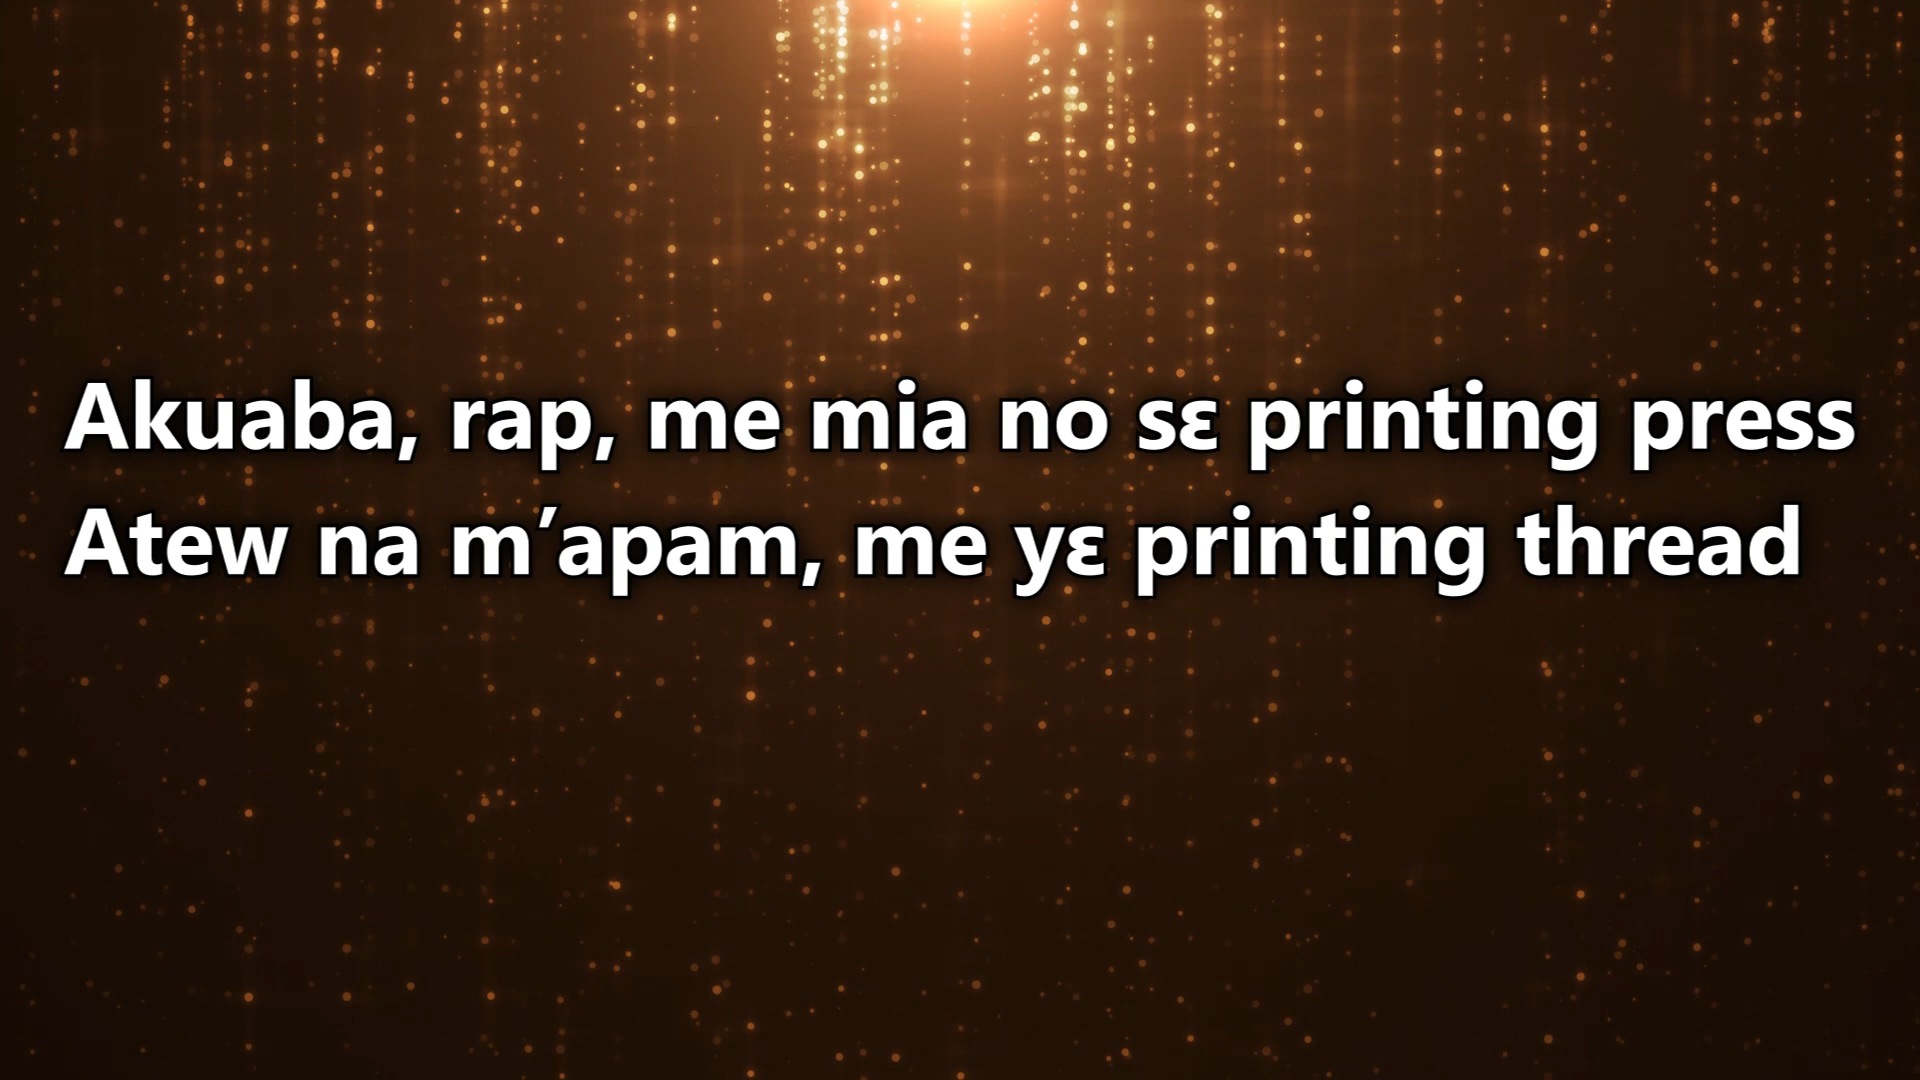 Akuaba, rap, me mia no sɛ printing press
Atew na m’apam, me yɛ printing thread